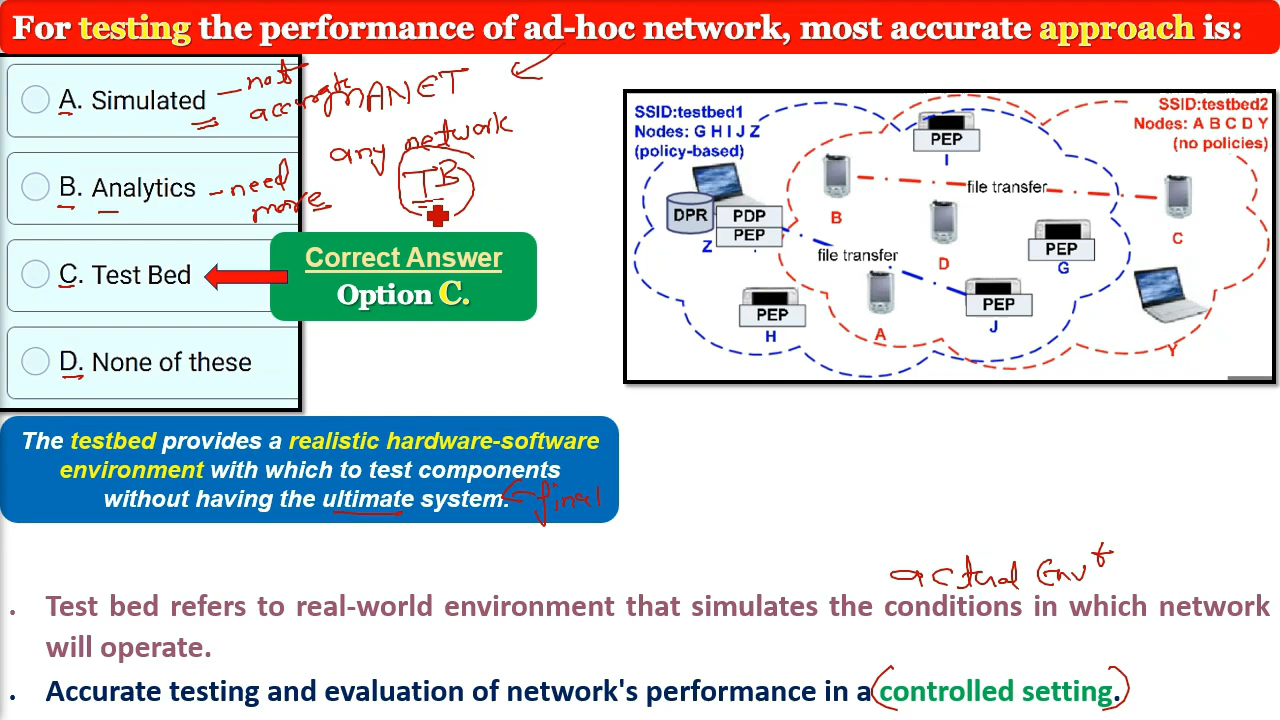 For testing the performance of ad-hoc network, most accurate approach is:
A. Simulated
- not accurate
MANET
any network
TB
B. Analytics
- need more
C. Test Bed
D. None of these
Correct Answer
Option C.
SSID:testbed1
Nodes: G H I J Z
(policy-based)
SSID:testbed2
Nodes: A B C D Y
(no policies)
PEP
I
B
file transfer
C
DPR
PDP
PEP
Z
D
PEP
G
file transfer
PEP
H
A
PEP
J
Y
The testbed provides a realistic hardware-software
environment with which to test components
without having the ultimate system.
final
actual Env t
. Test bed refers to real-world environment that simulates the conditions in which network
will operate.
. Accurate testing and evaluation of network's performance in a controlled setting.